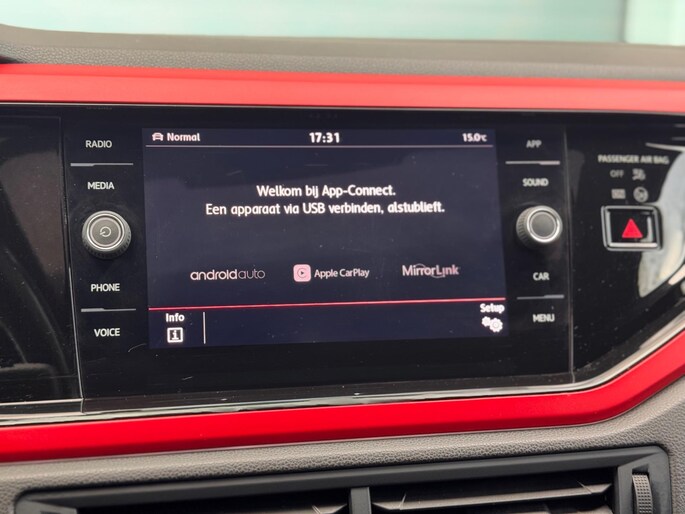 RADIO
MEDIA
PHONE
VOICE
Normal 17:31 15.0°C
Welkom bij App-Connect.
Een apparaat via USB verbinden, alstublieft.
androidauto Apple CarPlay MirrorLink
Info Setup
APP
SOUND
CAR
MENU
PASSENGER AIR BAG
OFF